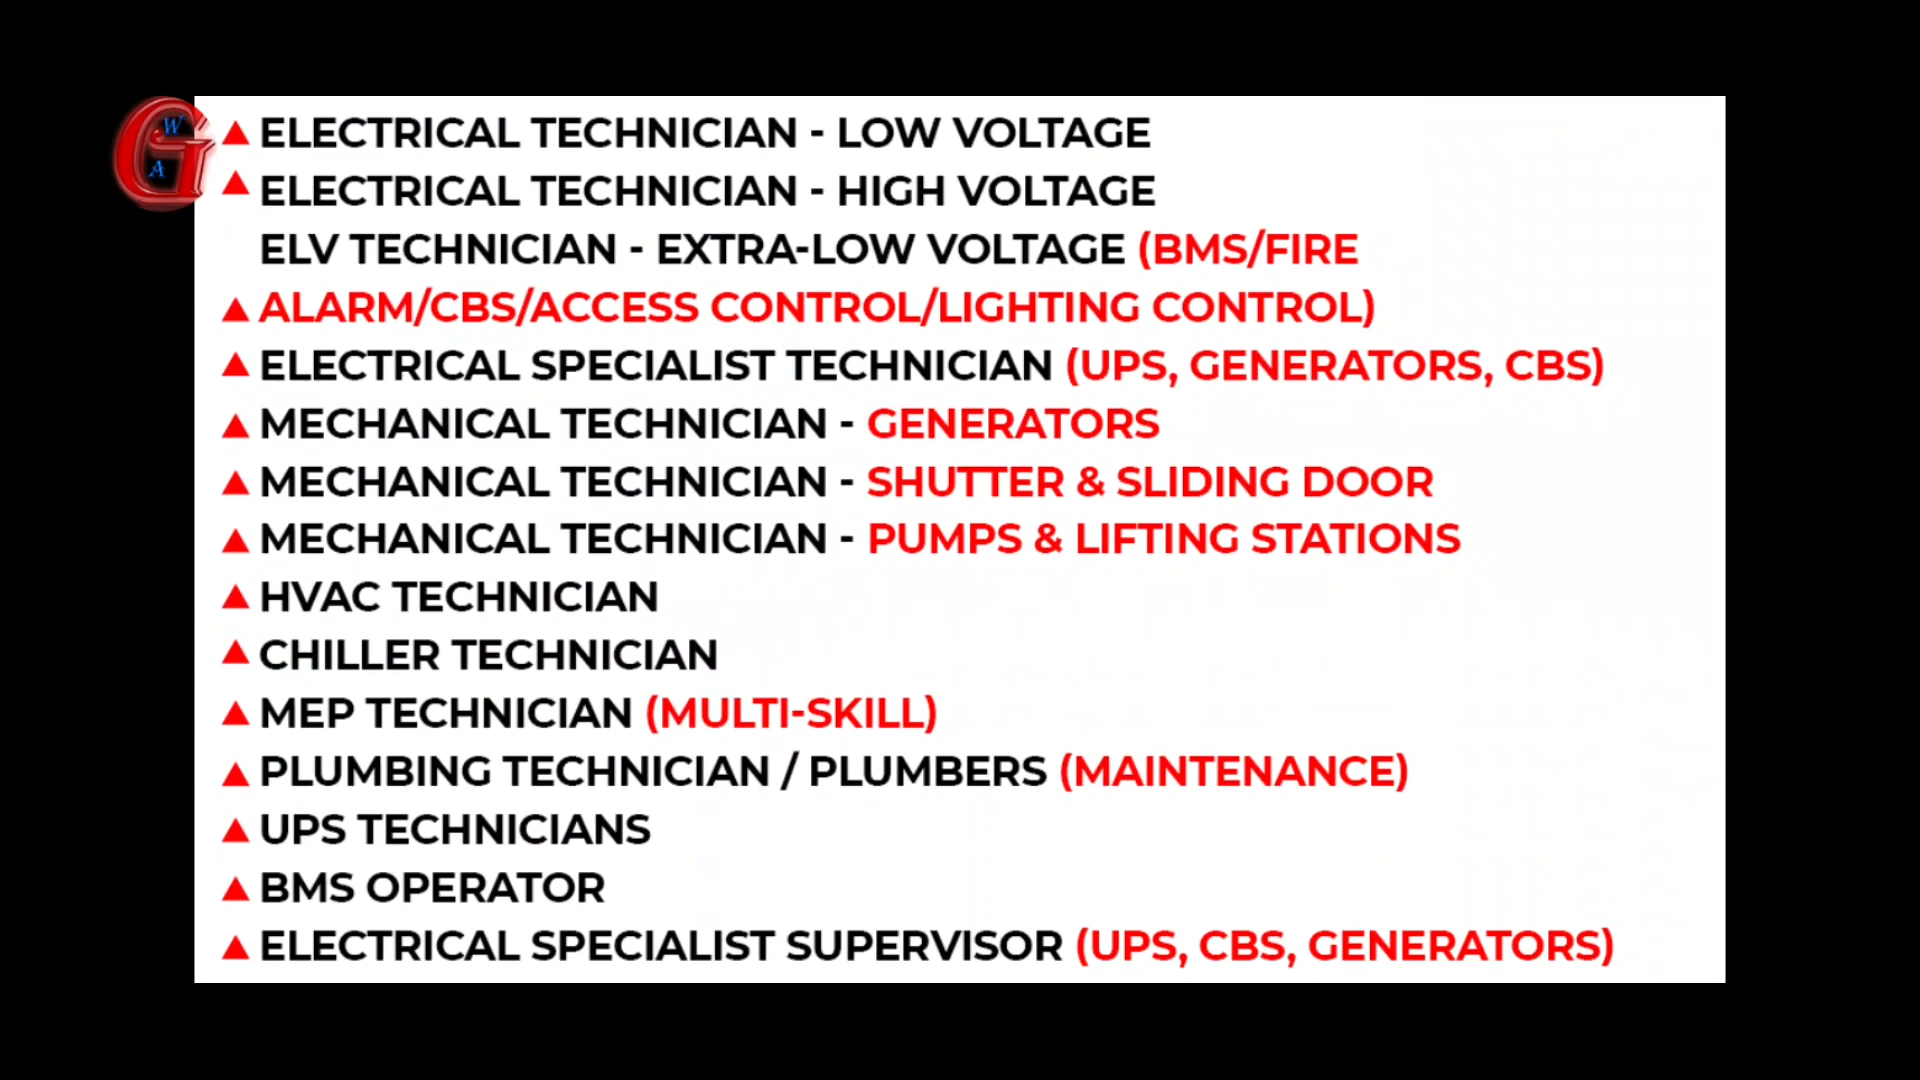 G
W
A
▲ ELECTRICAL TECHNICIAN - LOW VOLTAGE
▲ ELECTRICAL TECHNICIAN - HIGH VOLTAGE
ELV TECHNICIAN - EXTRA-LOW VOLTAGE (BMS/FIRE
▲ ALARM/CBS/ACCESS CONTROL/LIGHTING CONTROL)
▲ ELECTRICAL SPECIALIST TECHNICIAN (UPS, GENERATORS, CBS)
▲ MECHANICAL TECHNICIAN - GENERATORS
▲ MECHANICAL TECHNICIAN - SHUTTER & SLIDING DOOR
▲ MECHANICAL TECHNICIAN - PUMPS & LIFTING STATIONS
▲ HVAC TECHNICIAN
▲ CHILLER TECHNICIAN
▲ MEP TECHNICIAN (MULTI-SKILL)
▲ PLUMBING TECHNICIAN / PLUMBERS (MAINTENANCE)
▲ UPS TECHNICIANS
▲ BMS OPERATOR
▲ ELECTRICAL SPECIALIST SUPERVISOR (UPS, CBS, GENERATORS)